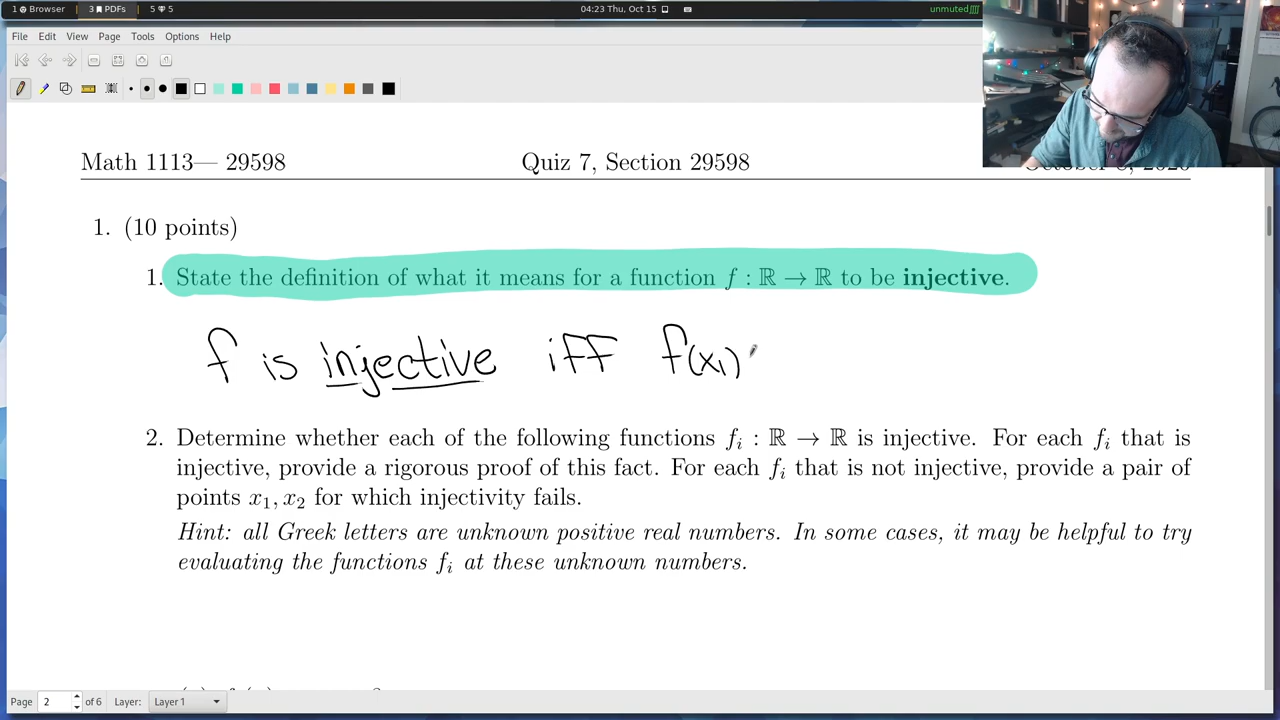 1 Browser 3 PDFs 5 5 04:23 Thu, Oct 15 unmuted
File Edit View Page Tools Options Help
Math 1113— 29598 Quiz 7, Section 29598 October
1. (10 points)
1. State the definition of what it means for a function f : ℝ → ℝ to be injective.
f is injective iff f(x₁)
2. Determine whether each of the following functions fᵢ : ℝ → ℝ is injective. For each fᵢ that is
injective, provide a rigorous proof of this fact. For each fᵢ that is not injective, provide a pair of
points x₁, x₂ for which injectivity fails.
Hint: all Greek letters are unknown positive real numbers. In some cases, it may be helpful to try
evaluating the functions fᵢ at these unknown numbers.
Page 2 of 6 Layer: Layer 1